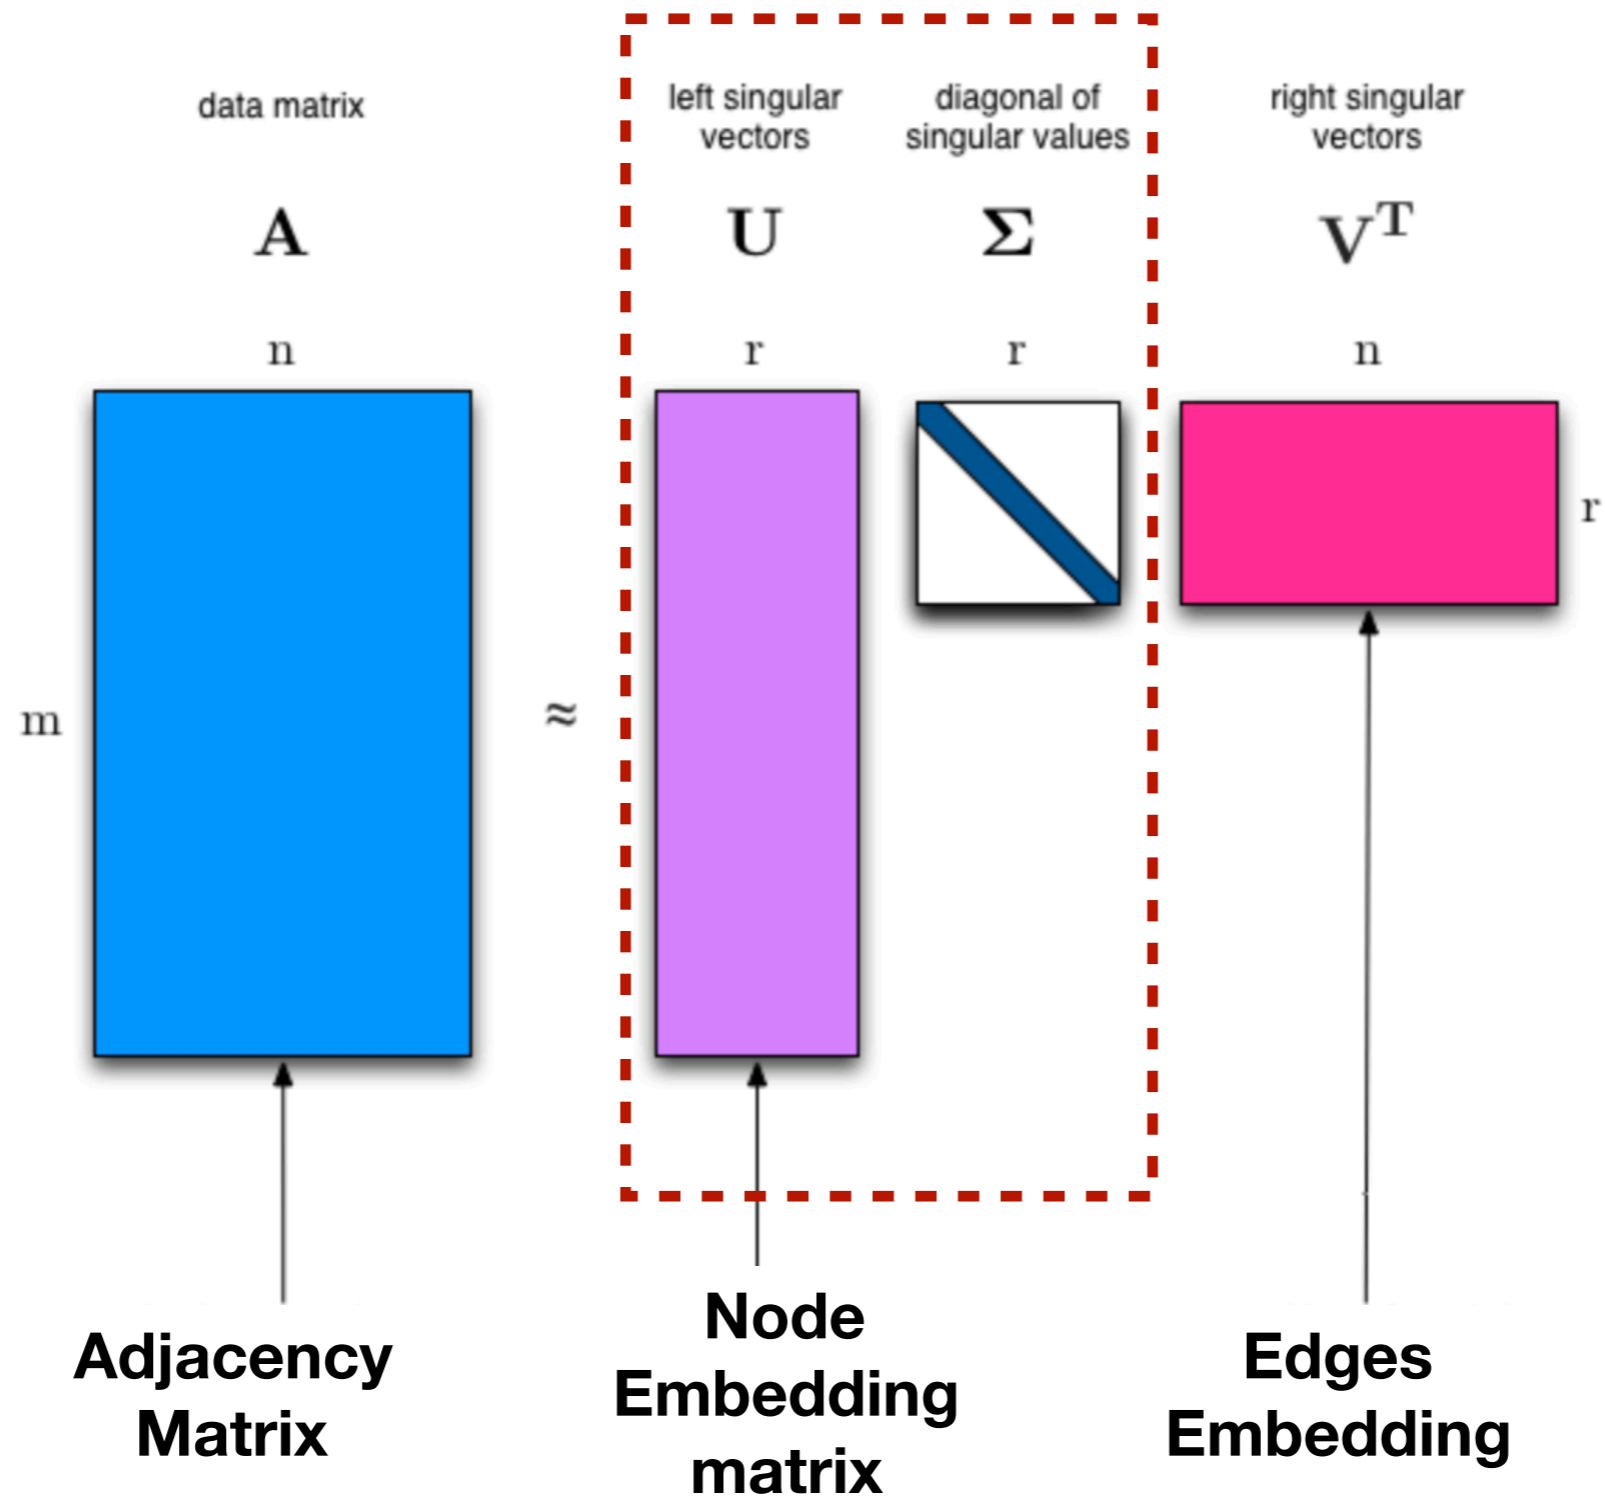 data matrix
left singular
vectors
diagonal of
singular values
right singular
vectors
A
U
Σ
V^T
n
r
r
n
m
≈
r
Adjacency
Matrix
Node
Embedding
matrix
Edges
Embedding